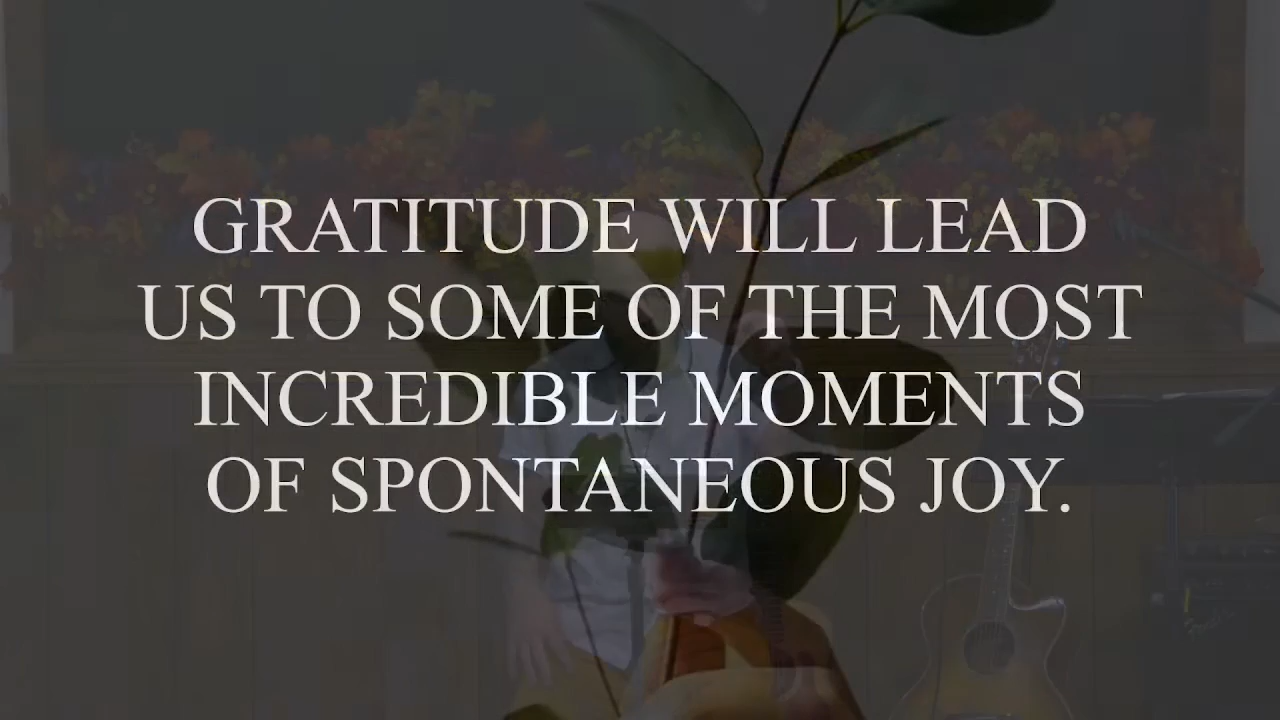 GRATITUDE WILL LEAD
US TO SOME OF THE MOST
INCREDIBLE MOMENTS
OF SPONTANEOUS JOY.